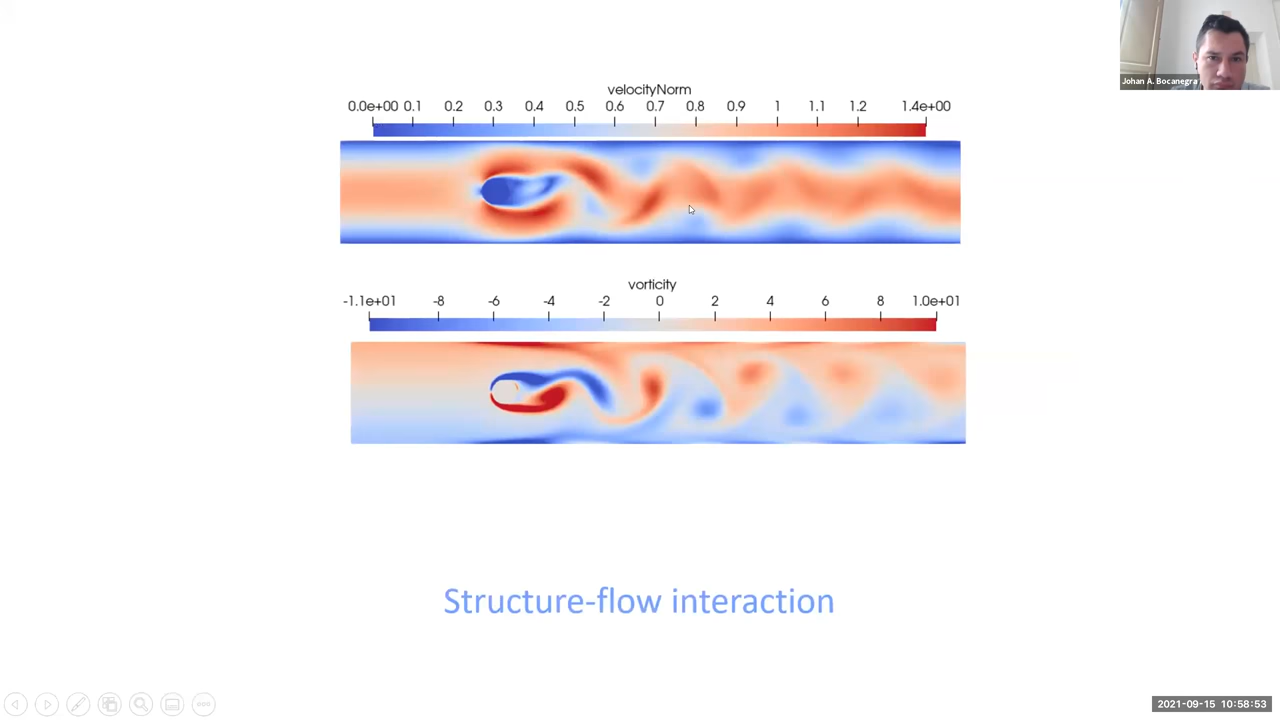 Johan A. Bocanegra
velocityNorm
0.0e+00 0.1 0.2 0.3 0.4 0.5 0.6 0.7 0.8 0.9 1 1.1 1.2 1.4e+00
vorticity
-1.1e+01 -8 -6 -4 -2 0 2 4 6 8 1.0e+01
Structure-flow interaction
2021-09-15 10:58:53